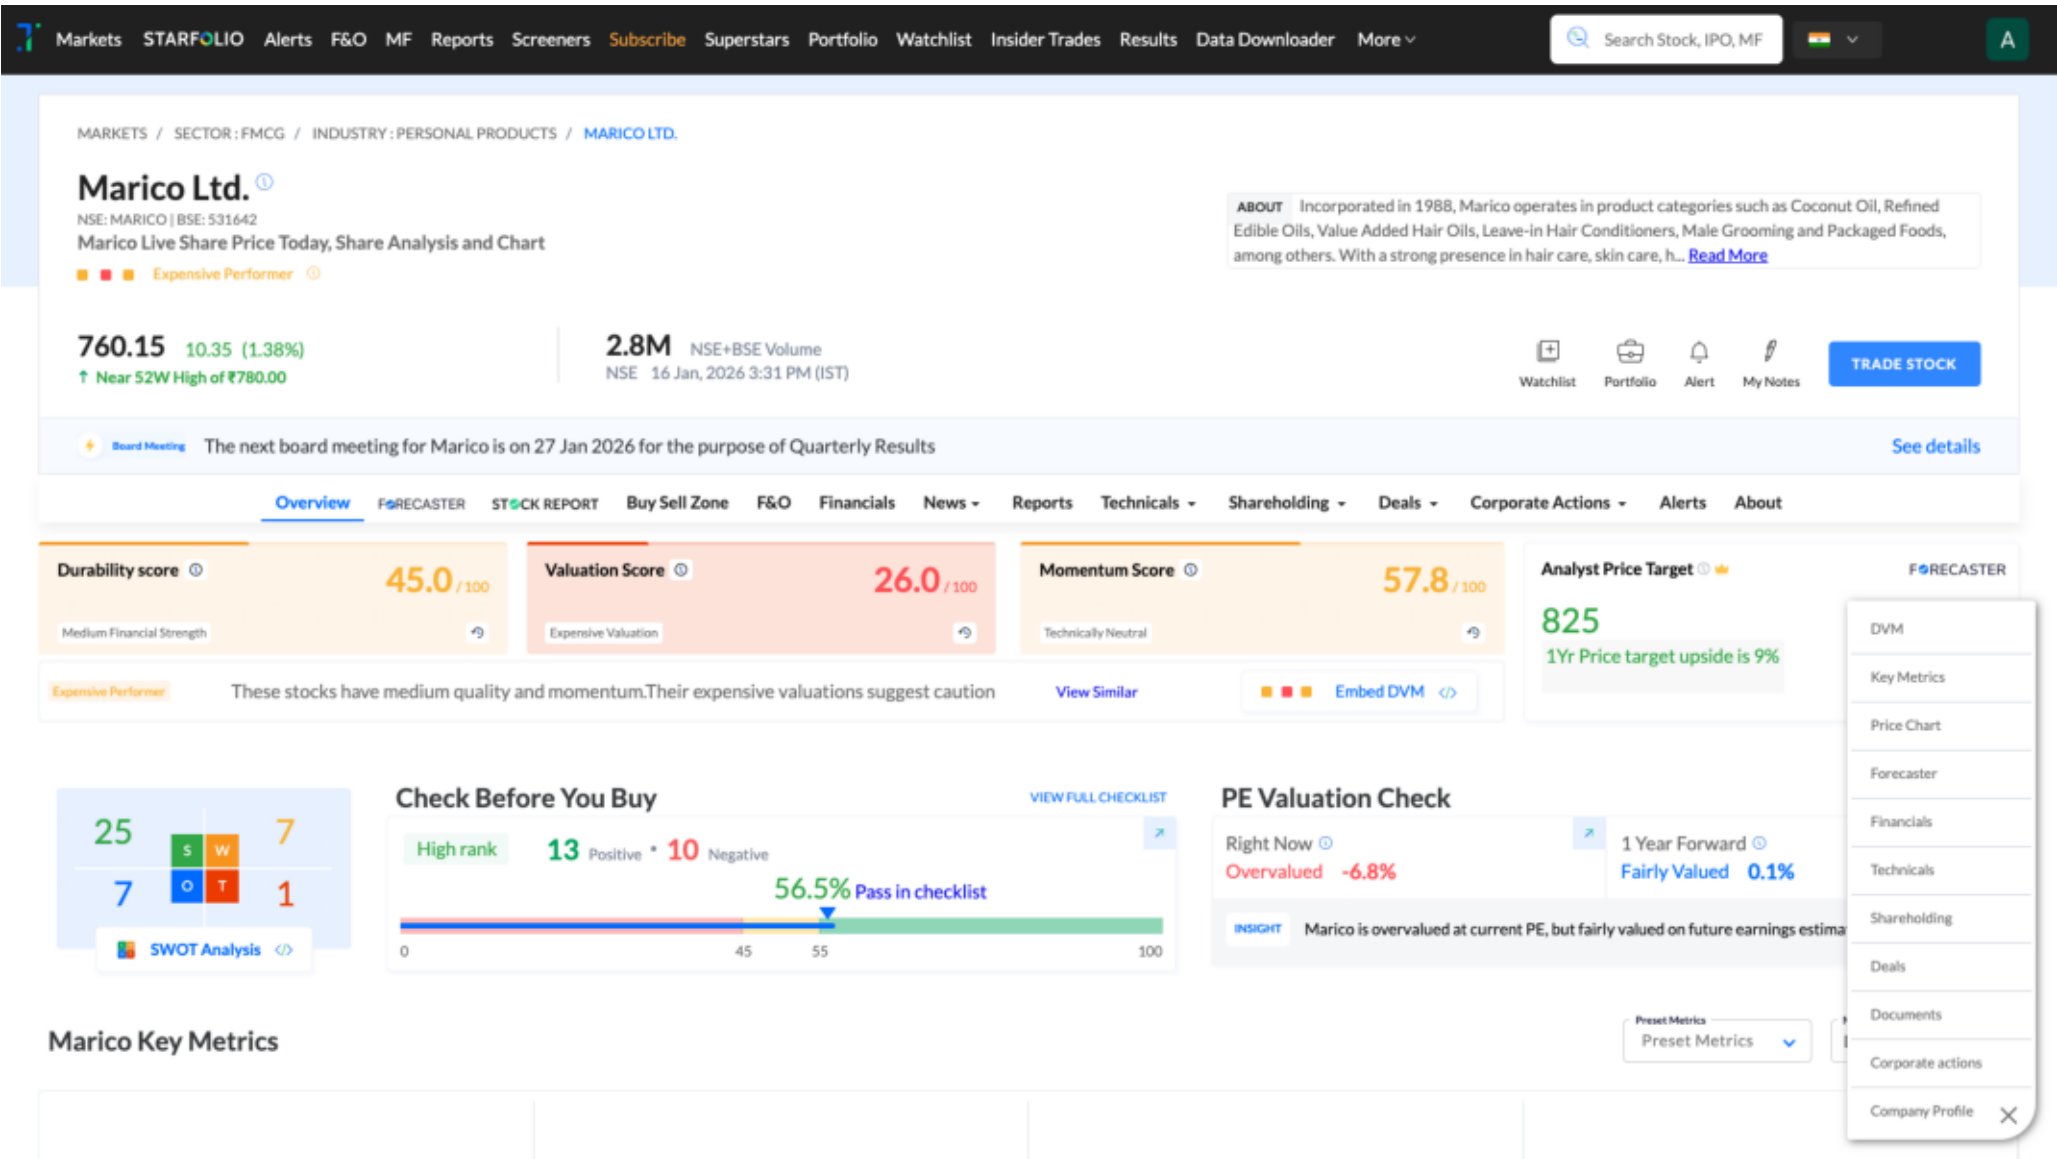 Markets STARFOLIO Alerts F&O MF Reports Screeners Subscribe Superstars Portfolio Watchlist Insider Trades Results Data Downloader More
Search Stock, IPO, MF
A
MARKETS / SECTOR : FMCG / INDUSTRY : PERSONAL PRODUCTS / MARICO LTD.
Marico Ltd.
NSE: MARICO | BSE: 531642
Marico Live Share Price Today, Share Analysis and Chart
Expensive Performer
ABOUT Incorporated in 1988, Marico operates in product categories such as Coconut Oil, Refined
Edible Oils, Value Added Hair Oils, Leave-in Hair Conditioners, Male Grooming and Packaged Foods,
among others. With a strong presence in hair care, skin care, h... Read More
760.15 10.35 (1.38%)
↑ Near 52W High of ₹780.00
2.8M NSE+BSE Volume
NSE 16 Jan, 2026 3:31 PM (IST)
Watchlist Portfolio Alert My Notes
TRADE STOCK
Board Meeting The next board meeting for Marico is on 27 Jan 2026 for the purpose of Quarterly Results See details
Overview FORECASTER STOCK REPORT Buy Sell Zone F&O Financials News Reports Technicals Shareholding Deals Corporate Actions Alerts About
Durability score 45.0 / 100
Medium Financial Strength
Valuation Score 26.0 / 100
Expensive Valuation
Momentum Score 57.8 / 100
Technically Neutral
Analyst Price Target FORECASTER
825
1Yr Price target upside is 9%
Expensive Performer These stocks have medium quality and momentum.Their expensive valuations suggest caution View Similar Embed DVM </>
DVM
Key Metrics
Price Chart
Forecaster
Financials
Technicals
Shareholding
Deals
Documents
Corporate actions
Company Profile
25 S W 7
7 O T 1
SWOT Analysis </>
Check Before You Buy VIEW FULL CHECKLIST
High rank 13 Positive • 10 Negative
56.5% Pass in checklist
0 45 55 100
PE Valuation Check
Right Now
Overvalued -6.8%
1 Year Forward
Fairly Valued 0.1%
INSIGHT Marico is overvalued at current PE, but fairly valued on future earnings estima
Marico Key Metrics
Preset Metrics
Preset Metrics